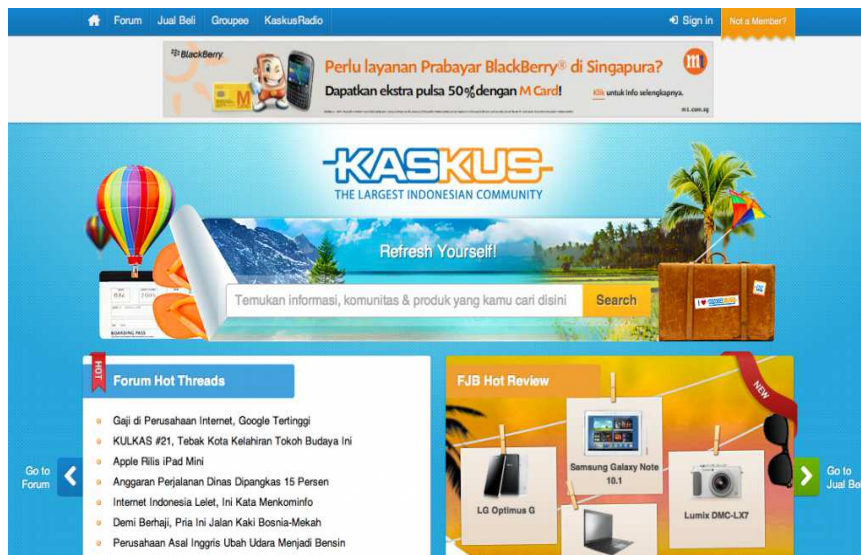 Forum Jual Beli Groupee KaskusRadio Sign in Not a Member?
BlackBerry
Perlu layanan Prabayar BlackBerry® di Singapura?
Dapatkan ekstra pulsa 50% dengan M Card!
Klik untuk info selengkapnya.
M
m1
m1.com.sg
KASKUS
THE LARGEST INDONESIAN COMMUNITY
Refresh Yourself!
Temukan informasi, komunitas & produk yang kamu cari disini
Search
BOARDING PASS
HOT
Forum Hot Threads
Gaji di Perusahaan Internet, Google Tertinggi
KULKAS #21, Tebak Kota Kelahiran Tokoh Budaya Ini
Apple Rilis iPad Mini
Anggaran Perjalanan Dinas Dipangkas 15 Persen
Internet Indonesia Lelet, Ini Kata Menkominfo
Demi Berhaji, Pria Ini Jalan Kaki Bosnia-Mekah
Perusahaan Asal Inggris Ubah Udara Menjadi Bensin
Go to
Forum
FJB Hot Review
NEW
Samsung Galaxy Note
10.1
LG Optimus G
Lumix DMC-LX7
Go to
Jual Be